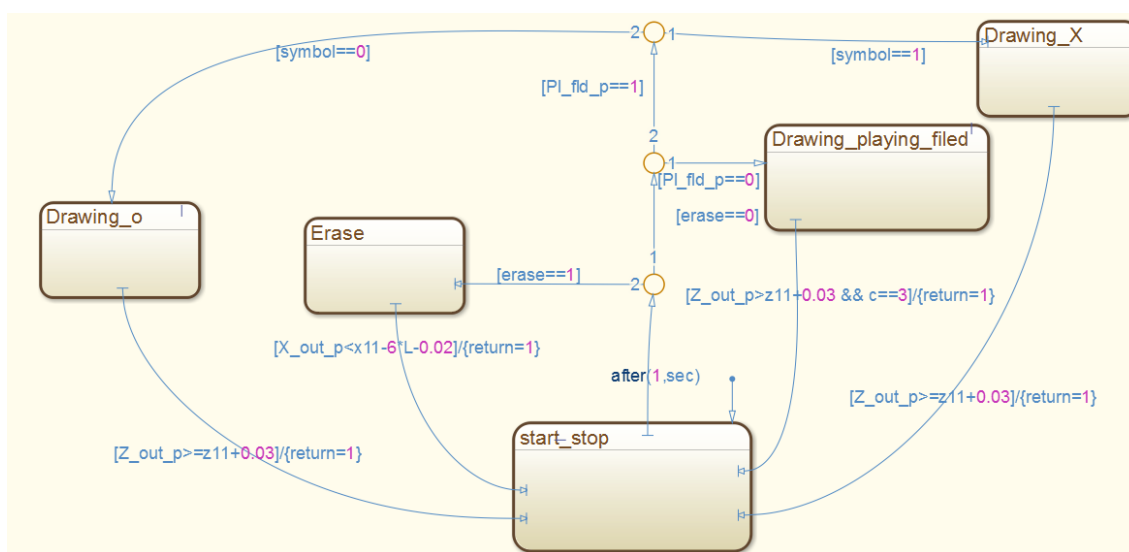 2
1
Drawing_X
[symbol==0]
[symbol==1]
[Pl_fld_p==1]
2
Drawing_playing_filed
1
[Pl_fld_p==0]
Drawing_o
[erase==0]
Erase
1
[erase==1]
2
[Z_out_p>z11+0.03 && c==3]/{return=1}
[X_out_p<x11-6*L-0.02]/{return=1}
after(1,sec)
[Z_out_p>=z11+0.03]/{return=1}
start_stop
[Z_out_p>=z11+0.03]/{return=1}